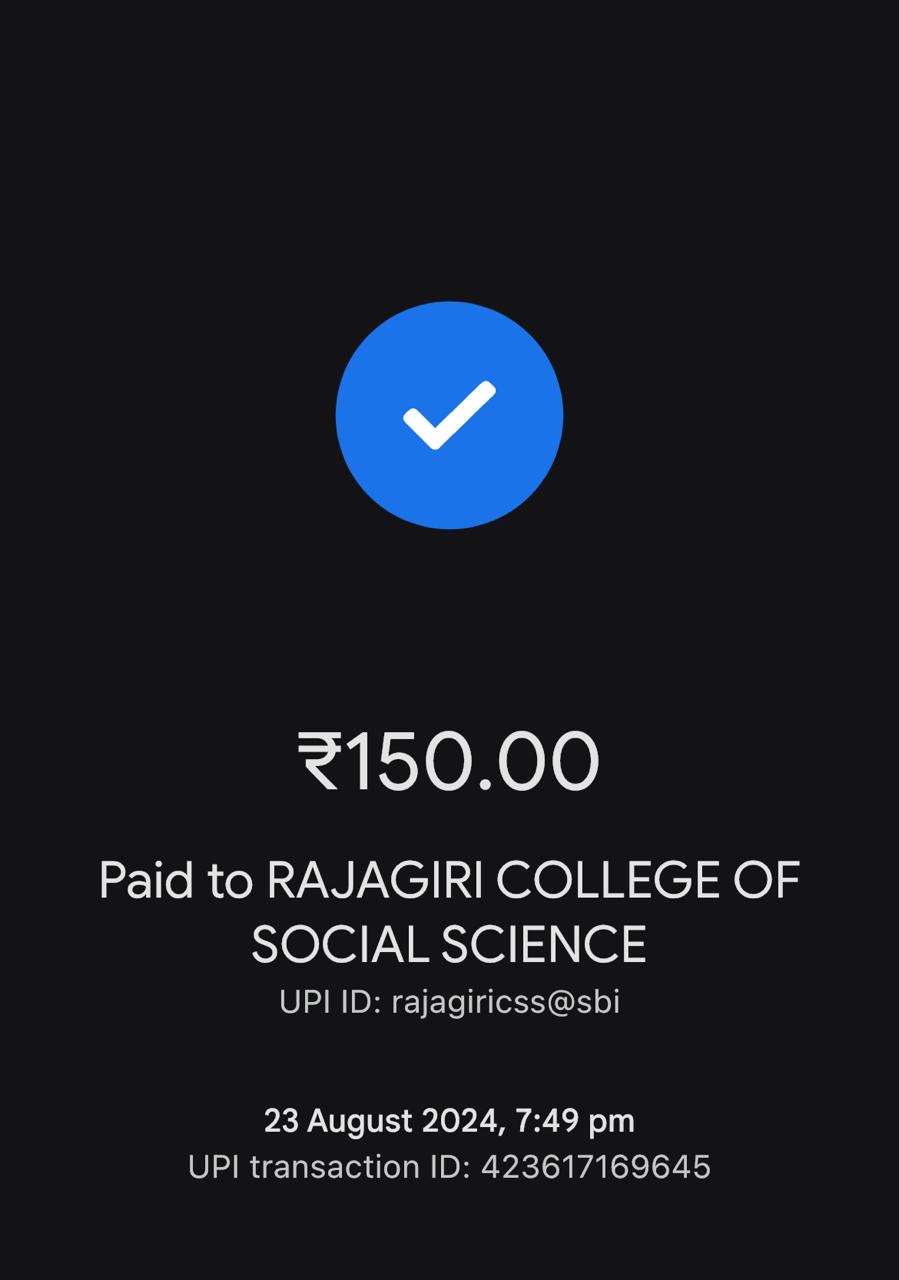 ₹150.00
Paid to RAJAGIRI COLLEGE OF
SOCIAL SCIENCE
UPI ID: rajagiricss@sbi
23 August 2024, 7:49 pm
UPI transaction ID: 423617169645